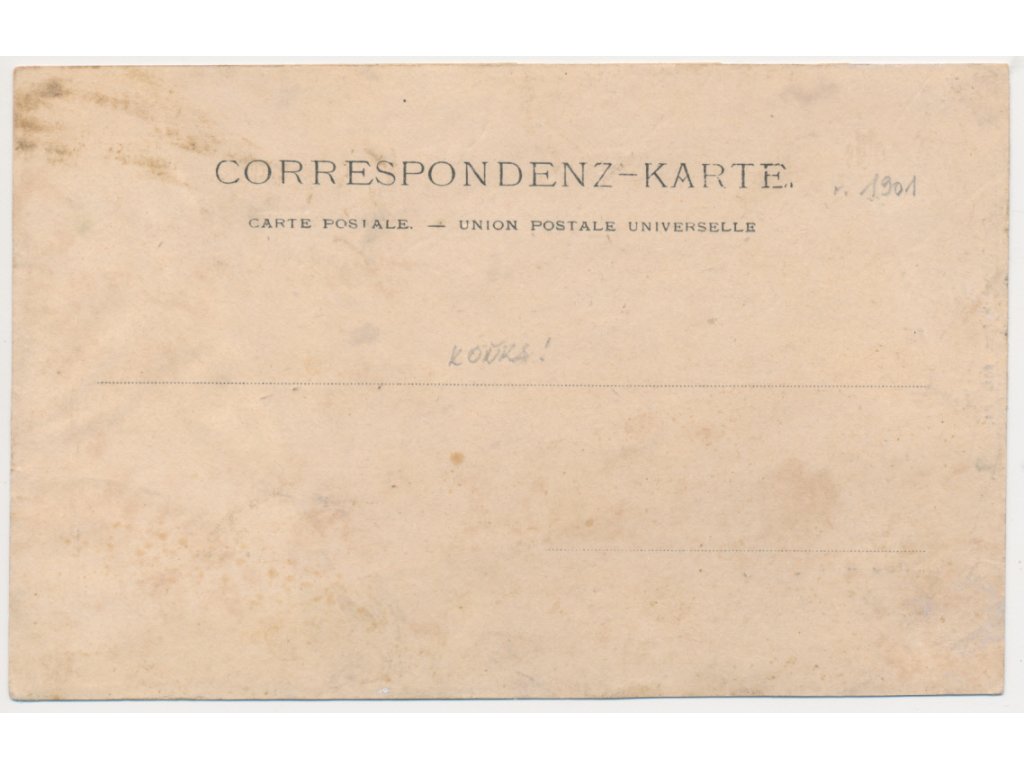 CORRESPONDENZ-KARTE.
r. 1901
CARTE POSTALE. — UNION POSTALE UNIVERSELLE
KOŇKA!